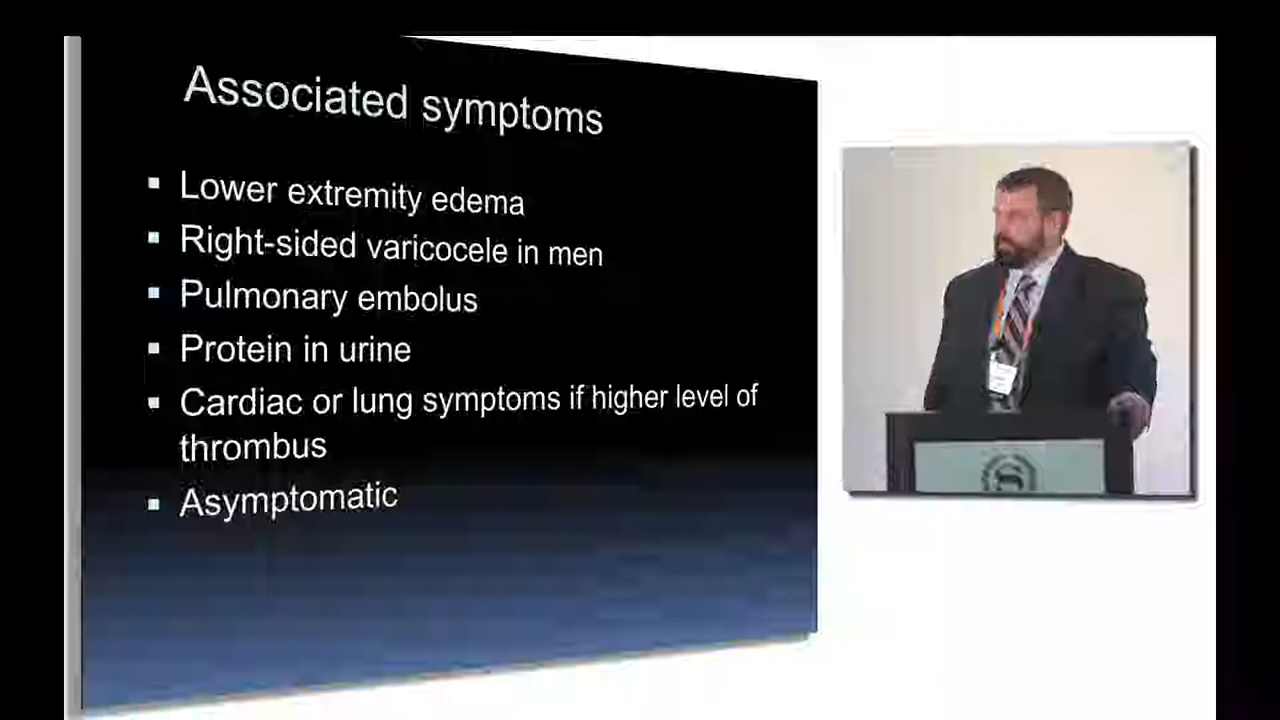 Associated symptoms
▪ Lower extremity edema
▪ Right-sided varicocele in men
▪ Pulmonary embolus
▪ Protein in urine
▪ Cardiac or lung symptoms if higher level of
thrombus
▪ Asymptomatic